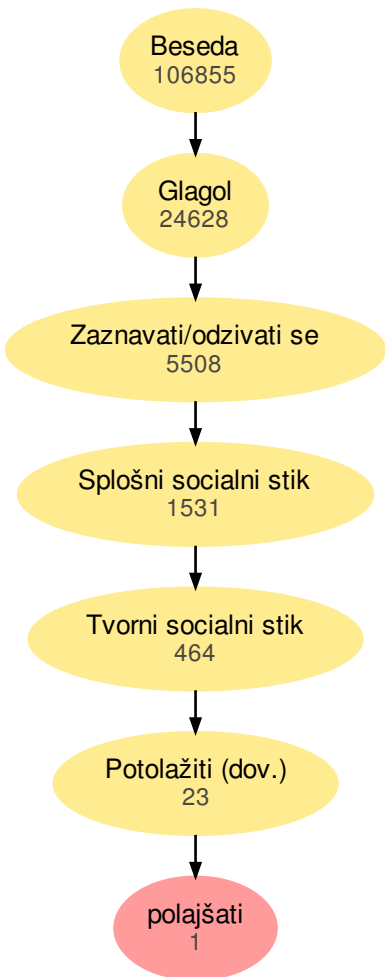 Beseda
106855
Glagol
24628
Zaznavati/odzivati se
5508
Splošni socialni stik
1531
Tvorni socialni stik
464
Potolažiti (dov.)
23
polajšati
1